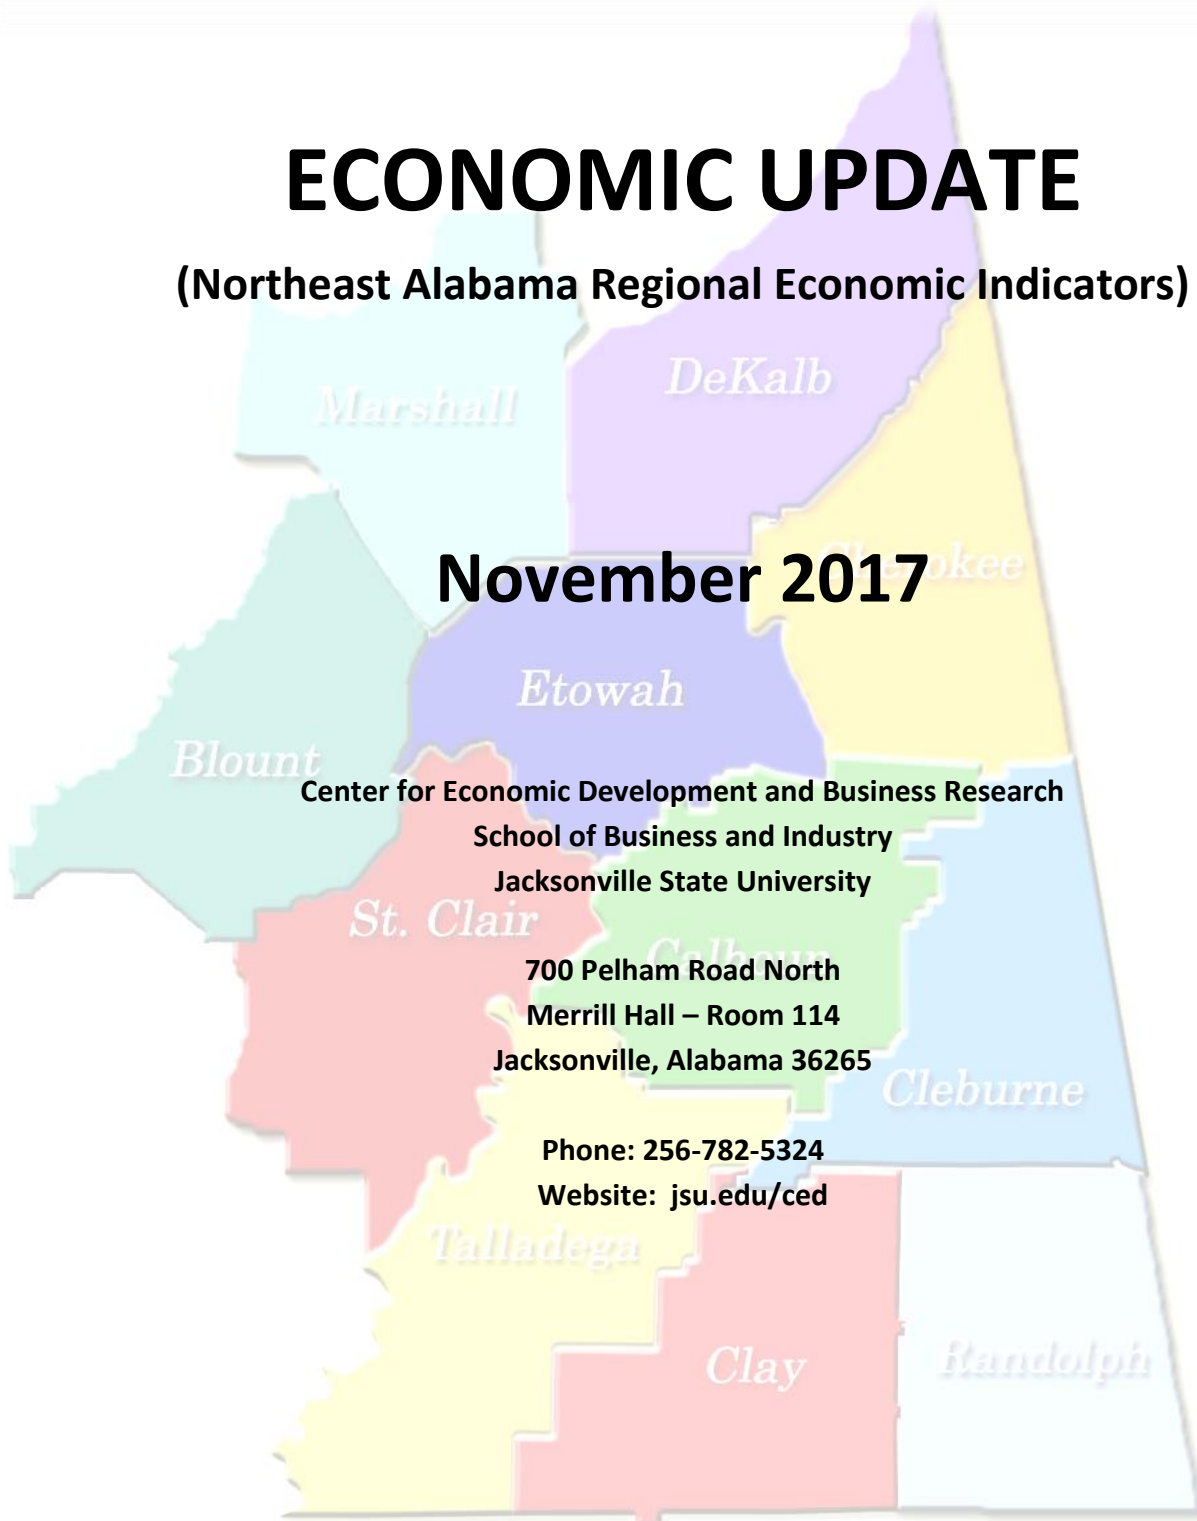 ECONOMIC UPDATE
(Northeast Alabama Regional Economic Indicators)
Marshall
DeKalb
Cherokee
November 2017
Etowah
Blount
Center for Economic Development and Business Research
School of Business and Industry
Jacksonville State University
St. Clair
Calhoun
700 Pelham Road North
Merrill Hall – Room 114
Jacksonville, Alabama 36265
Cleburne
Phone: 256-782-5324
Website:  jsu.edu/ced
Talladega
Clay
Randolph